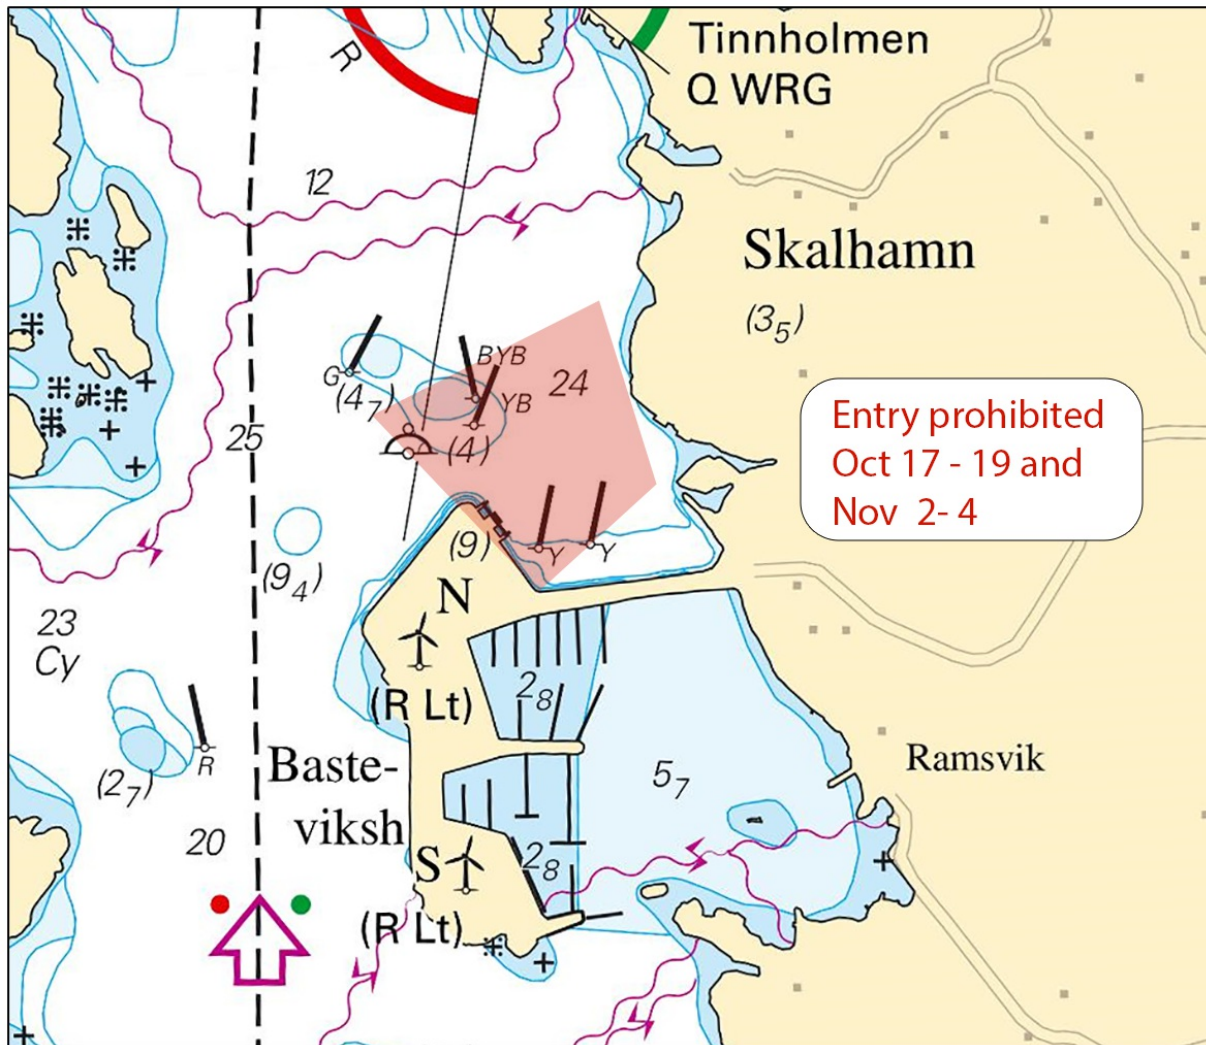 Tinnholmen
Q WRG
R
12
Skalhamn
(3₅)
BYB
24
G
(4₇)
YB
Entry prohibited
Oct 17 - 19 and
Nov 2- 4
25
(4)
(9)
Y
Y
(9₄)
N
23
Cy
(R Lt)
2₈
R
Baste-
viksh
(2₇)
5₇
Ramsvik
20
S
2₈
(R Lt)